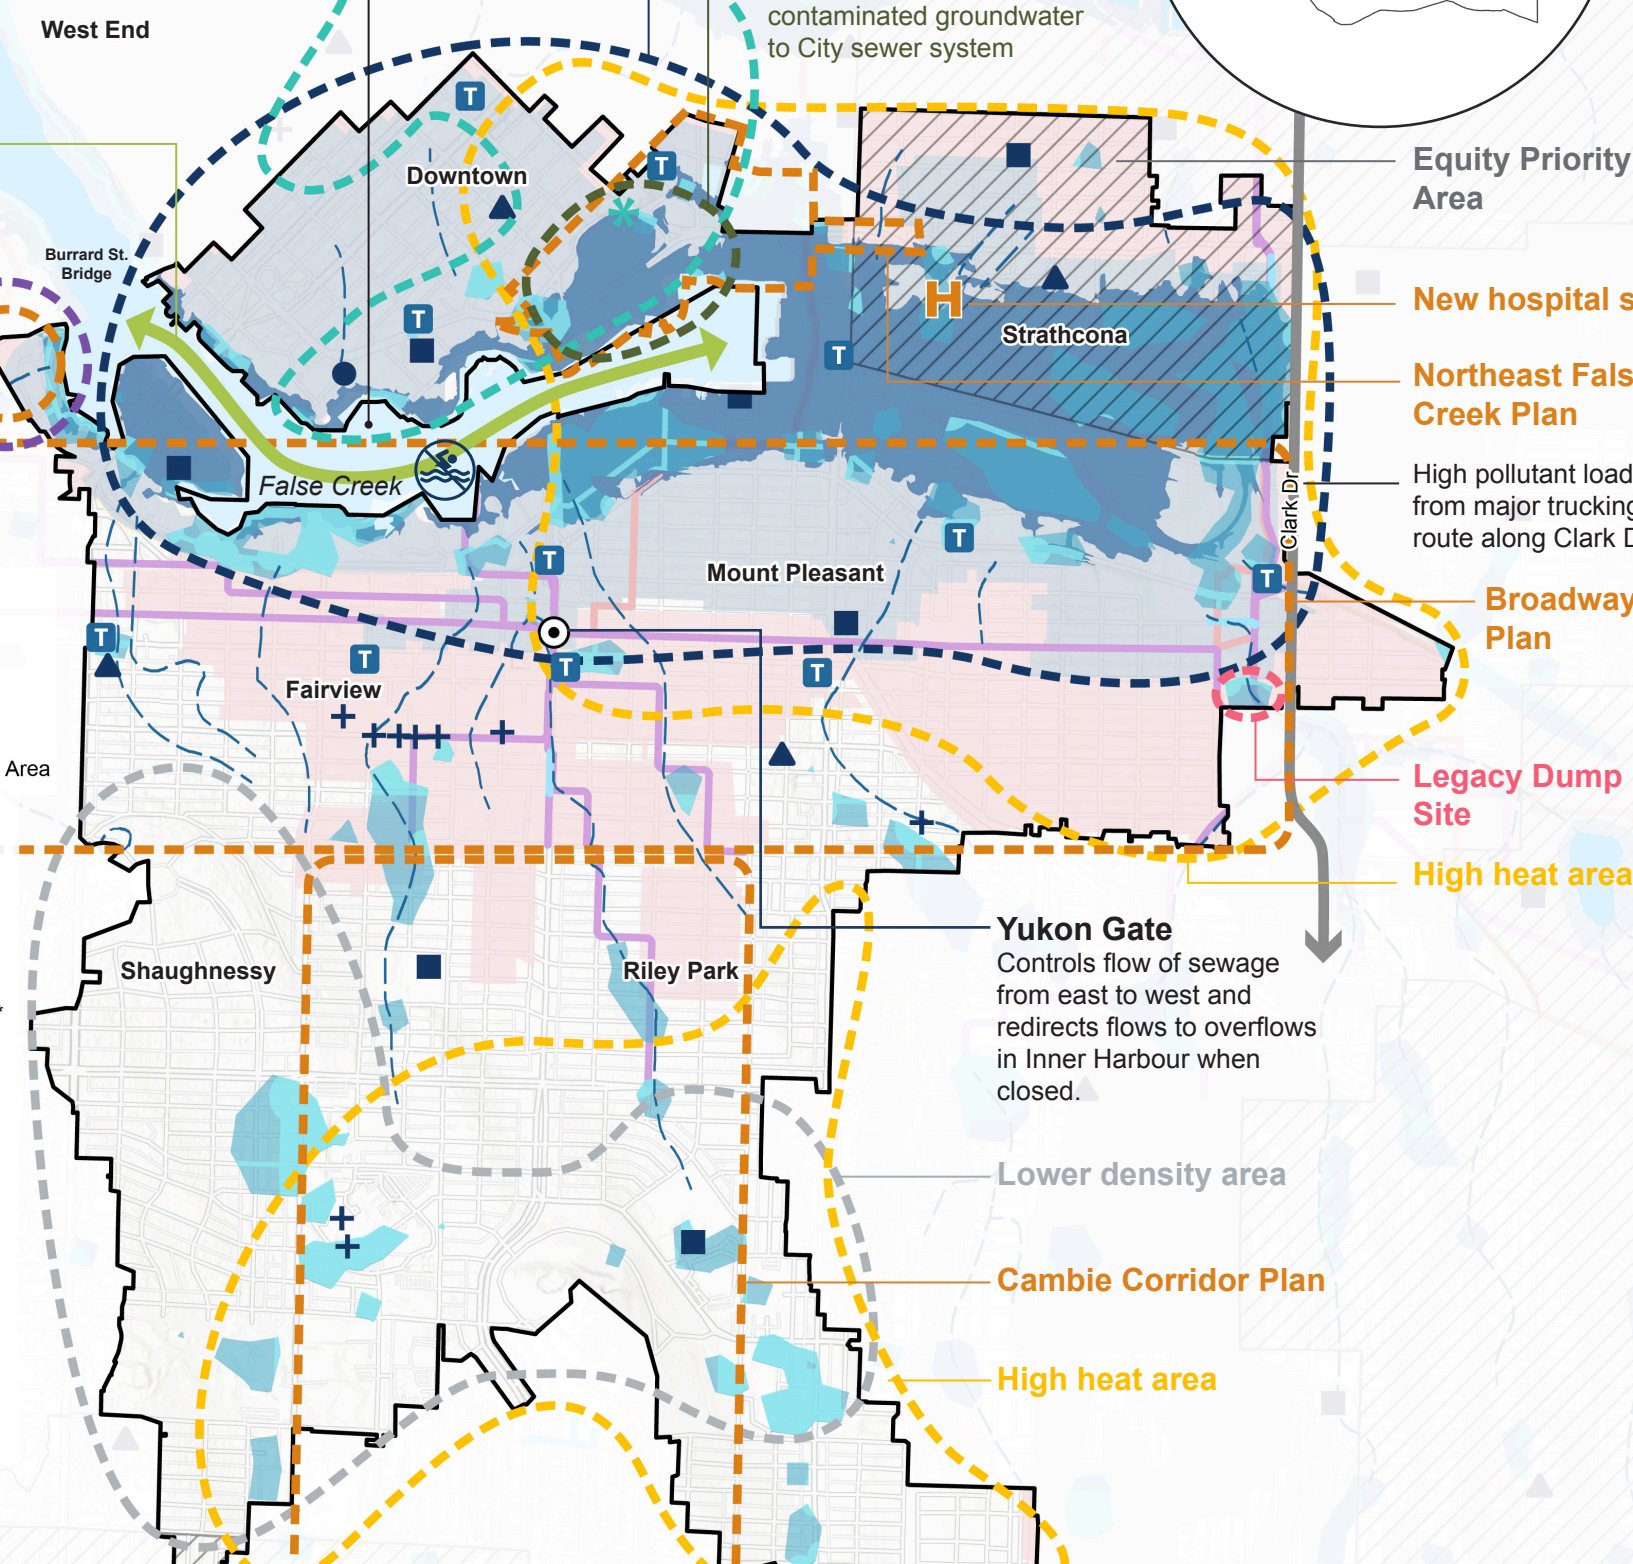 contaminated groundwater
to City sewer system
West End
T
Downtown
T
Equity Priority
Area
Burrard St.
Bridge
T
H
New hospital s
Strathcona
T
Northeast Fals
Creek Plan
False Creek
Clark Dr
High pollutant load
from major trucking
route along Clark D
T
T
Mount Pleasant
T
Broadway
Plan
T
T
T
T
Fairview
Area
Legacy Dump
Site
High heat area
Yukon Gate
Controls flow of sewage
from east to west and
redirects flows to overflows
in Inner Harbour when
closed.
Shaughnessy
Riley Park
*
Lower density area
Cambie Corridor Plan
High heat area